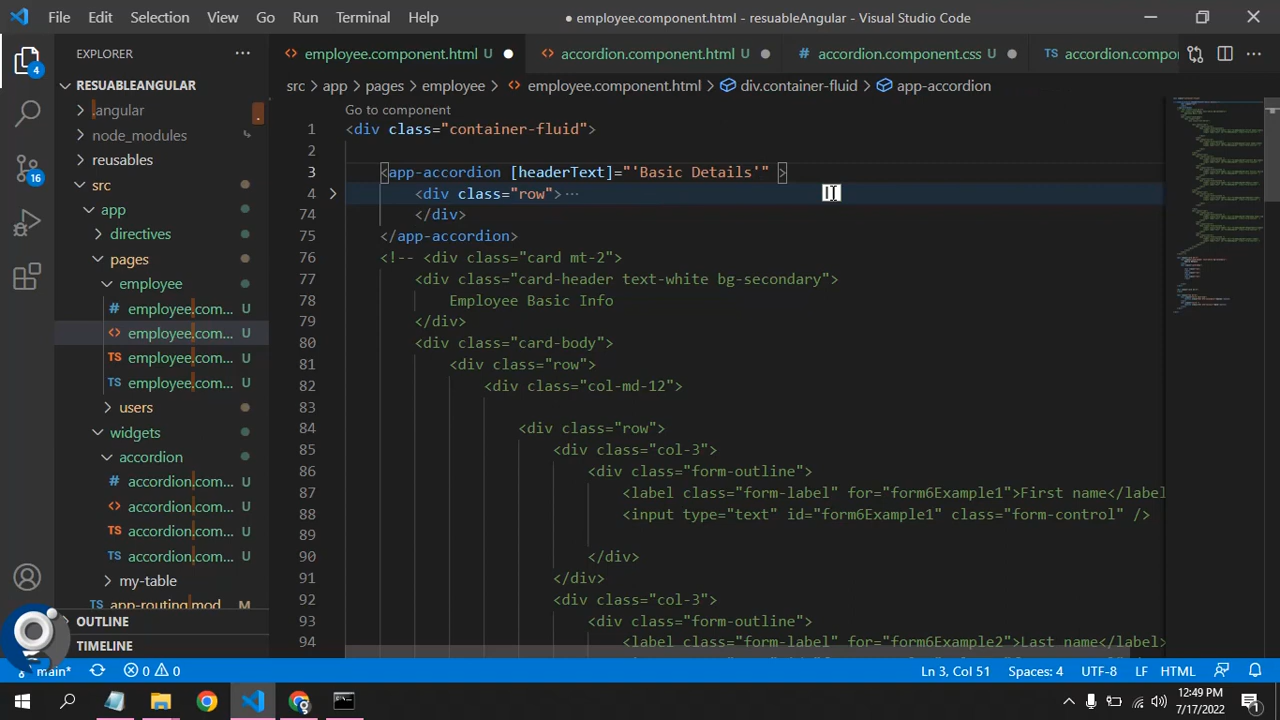 File Edit Selection View Go Run Terminal Help
● employee.component.html - resuableAngular - Visual Studio Code
EXPLORER
employee.component.html U
accordion.component.html
accordion.component.css U
accordion.compo
RESUABLEANGULAR
.angular
node_modules
reusables
src
app
directives
pages
employee
employee.com... U
employee.com... U
employee.com... U
employee.com... U
users
widgets
accordion
accordion.com... U
accordion.com... U
accordion.com... U
accordion.com... U
my-table
app-routing.mod M
OUTLINE
TIMELINE
src > app > pages > employee > employee.component.html > div.container-fluid > app-accordion
Go to component
1 <div class="container-fluid">
2
3 <app-accordion [headerText]="'Basic Details'" >
4 <div class="row"> ...
74 </div>
75 </app-accordion>
76 <!-- <div class="card mt-2">
77 <div class="card-header text-white bg-secondary">
78 Employee Basic Info
79 </div>
80 <div class="card-body">
81 <div class="row">
82 <div class="col-md-12">
83
84 <div class="row">
85 <div class="col-3">
86 <div class="form-outline">
87 <label class="form-label" for="form6Example1">First name</label
88 <input type="text" id="form6Example1" class="form-control" />
89
90 </div>
91 </div>
92 <div class="col-3">
93 <div class="form-outline">
94 <label class="form-label" for="form6Example2">Last name</label>
4
16
main* 0 0
Ln 3, Col 51 Spaces: 4 UTF-8 LF HTML
12:49 PM
7/17/2022
1